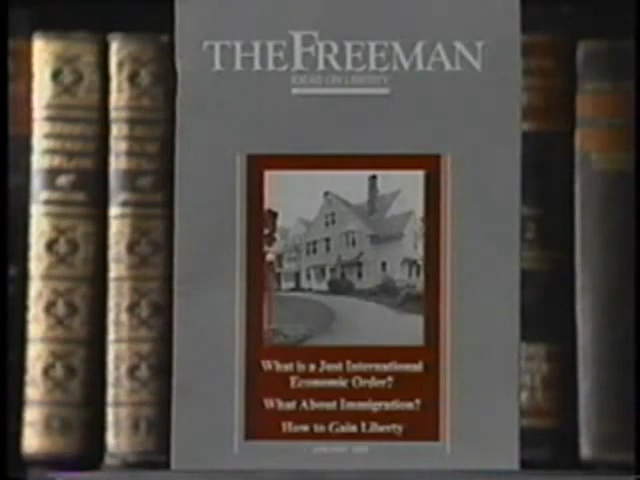 THE FREEMAN
IDEAS ON LIBERTY
What is a Just International
Economic Order?
What About Immigration?
How to Gain Liberty